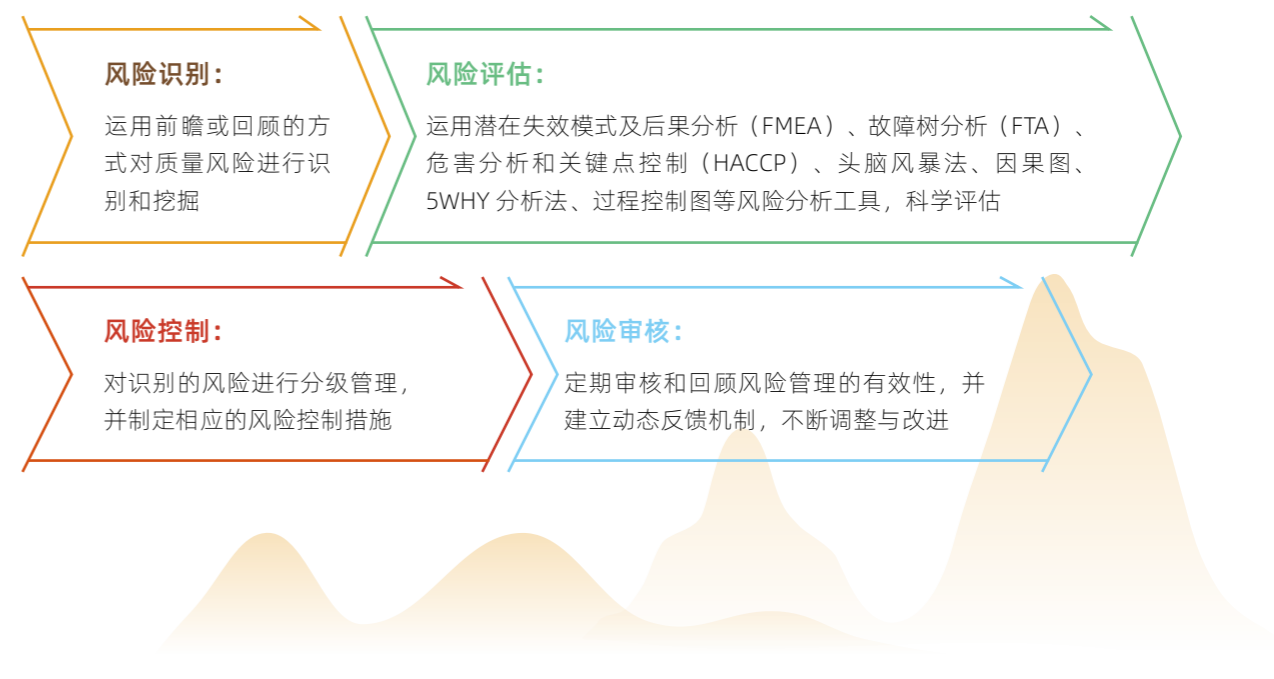 风险识别：
运用前瞻或回顾的方
式对质量风险进行识
别和挖掘
风险评估：
运用潜在失效模式及后果分析（FMEA）、故障树分析（FTA）、
危害分析和关键点控制（HACCP）、头脑风暴法、因果图、
5WHY 分析法、过程控制图等风险分析工具，科学评估
风险控制：
对识别的风险进行分级管理，
并制定相应的风险控制措施
风险审核：
定期审核和回顾风险管理的有效性，并
建立动态反馈机制，不断调整与改进